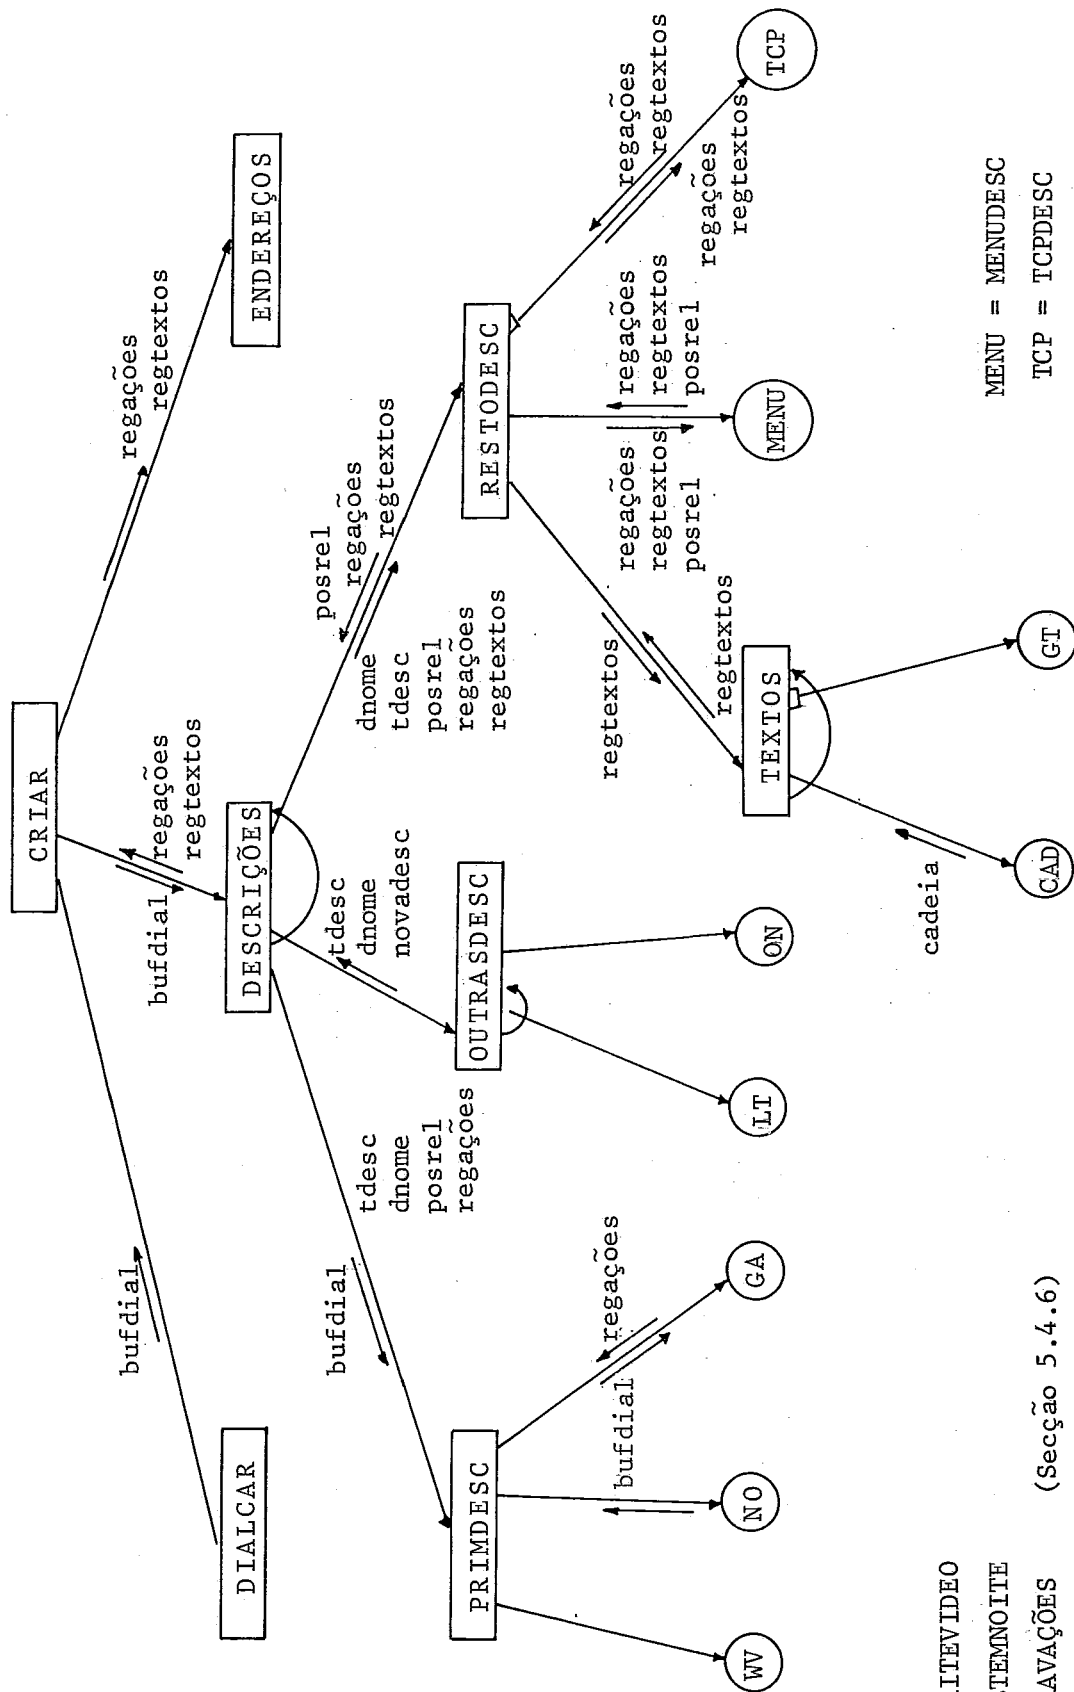 CRIAR
bufdial
bufdial
regações
regtextos
regações
regtextos
DIALCAR
DESCRIÇÕES
ENDEREÇOS
bufdial
tdesc
dnome
posrel
regações
tdesc
dnome
novadesc
dnome
tdesc
posrel
regações
regtextos
posrel
regações
regtextos
PRIMDESC
OUTRASDESC
RESTODESC
bufdial
regações
regtextos
regtextos
regações
regtextos
posrel
regações
regtextos
posrel
regações
regtextos
regações
regtextos
WV
NO
GA
LT
ON
TEXTOS
MENU
TCP
cadeia
CAD
GT
LITEVIDEO
STEMNOITE
AVAÇÕES (Secção 5.4.6)
MENU = MENUDESC
TCP = TCPDESC